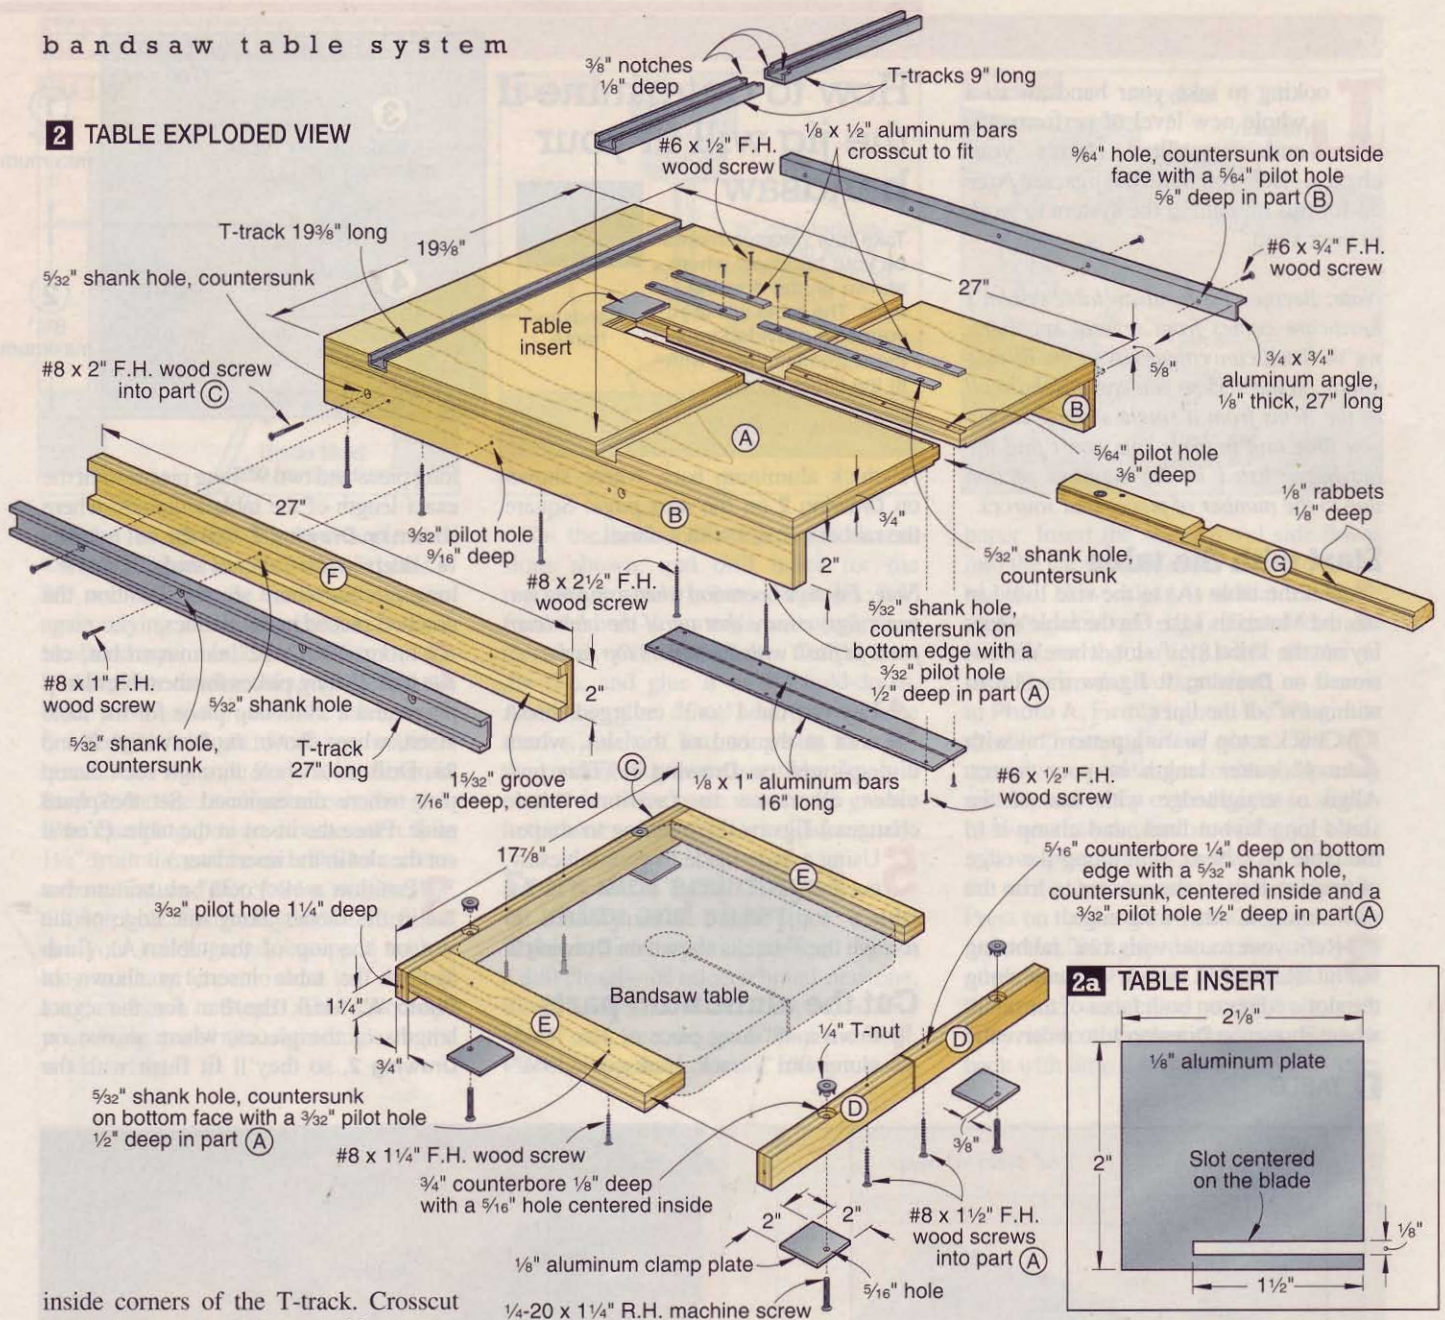 bandsaw table system
2 TABLE EXPLODED VIEW
3/8" notches
1/8" deep
T-tracks 9" long
#6 x 1/2" F.H.
wood screw
1/8 x 1/2" aluminum bars
crosscut to fit
9/64" hole, countersunk on outside
face with a 5/64" pilot hole
5/8" deep in part B
T-track 19 3/8" long
19 3/8"
5/32" shank hole, countersunk
#6 x 3/4" F.H.
wood screw
27"
Table
insert
#8 x 2" F.H. wood screw
into part C
5/8"
3/4 x 3/4"
aluminum angle,
1/8" thick, 27" long
B
A
5/64" pilot hole
3/8" deep
1/8" rabbets
1/8" deep
27"
B
3/4"
3/32" pilot hole
9/16" deep
5/32" shank hole,
countersunk
G
F
2"
#8 x 2 1/2" F.H.
wood screw
5/32" shank hole,
countersunk on
bottom edge with a
3/32" pilot hole
1/2" deep in part A
#8 x 1" F.H.
wood screw
5/32" shank hole
2"
5/32" shank hole,
countersunk
T-track
27" long
15/32" groove
7/16" deep, centered
C
1/8 x 1" aluminum bars
16" long
#6 x 1/2" F.H.
wood screw
17 7/8"
E
5/16" counterbore 1/4" deep on bottom
edge with a 5/32" shank hole,
countersunk, centered inside and a
3/32" pilot hole 1/2" deep in part A
3/32" pilot hole 1 1/4" deep
1 1/4"
Bandsaw table
E
3/4"
1/4" T-nut
D
D
3/8"
5/32" shank hole, countersunk
on bottom face with a 3/32" pilot hole
1/2" deep in part A
#8 x 1 1/4" F.H. wood screw
3/4" counterbore 1/8" deep
with a 5/16" hole centered inside
2"
2"
#8 x 1 1/2" F.H.
wood screws
into part A
1/8" aluminum clamp plate
5/16" hole
1/4-20 x 1 1/4" R.H. machine screw
2a TABLE INSERT
2 1/8"
1/8" aluminum plate
2"
Slot centered
on the blade
1/8"
1 1/2"
inside corners of the T-track. Crosscut